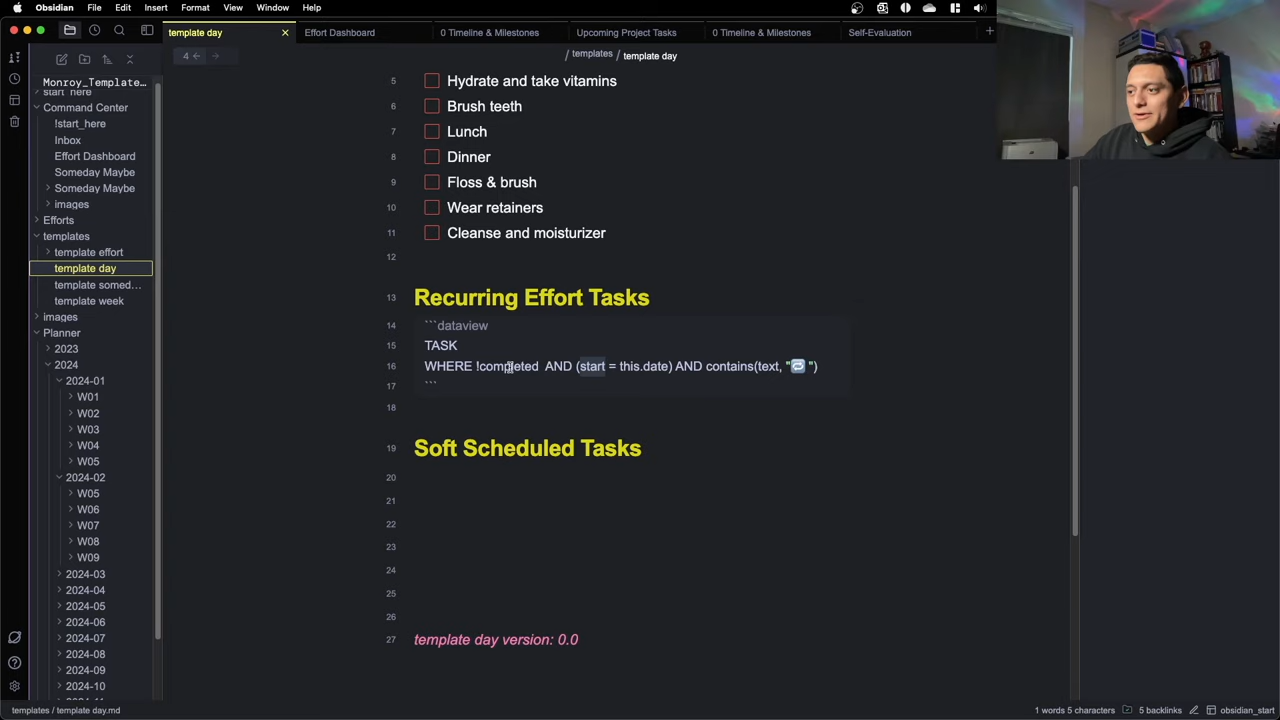 Obsidian File Edit Insert Format View Window Help
template day Effort Dashboard 0 Timeline & Milestones Upcoming Project Tasks 0 Timeline & Milestones Self-Evaluation
4
/ templates / template day
Monroy_Template...
start_here
Command Center
!start_here
Inbox
Effort Dashboard
Someday Maybe
Someday Maybe
images
Efforts
templates
template effort
template day
template somed...
template week
images
Planner
2023
2024
2024-01
W01
W02
W03
W04
W05
2024-02
W05
W06
W07
W08
W09
2024-03
2024-04
2024-05
2024-06
2024-07
2024-08
2024-09
2024-10
5 Hydrate and take vitamins
6 Brush teeth
7 Lunch
8 Dinner
9 Floss & brush
10 Wear retainers
11 Cleanse and moisturizer
12
13 Recurring Effort Tasks
14 ```dataview
15 TASK
16 WHERE !completed AND (start = this.date) AND contains(text, "🔁 ")
17 ```
18
19 Soft Scheduled Tasks
20
21
22
23
24
25
26
27 template day version: 0.0
templates / template day.md
1 words 5 characters 5 backlinks obsidian_start